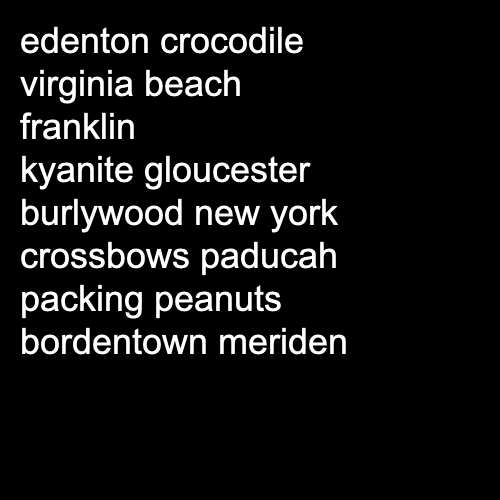 edenton crocodile
virginia beach
franklin
kyanite gloucester
burlywood new york
crossbows paducah
packing peanuts
bordentown meriden